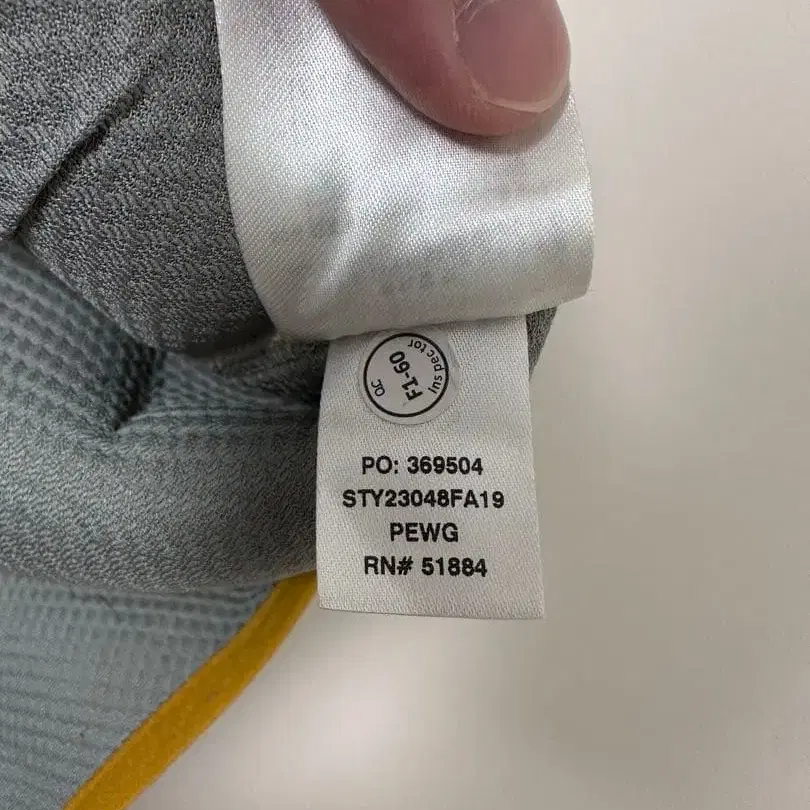 QC
F1-60
Inspector
PO: 369504
STY23048FA19
PEWG
RN# 51884